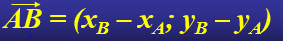 AB = (x_B – x_A; y_B – y_A)